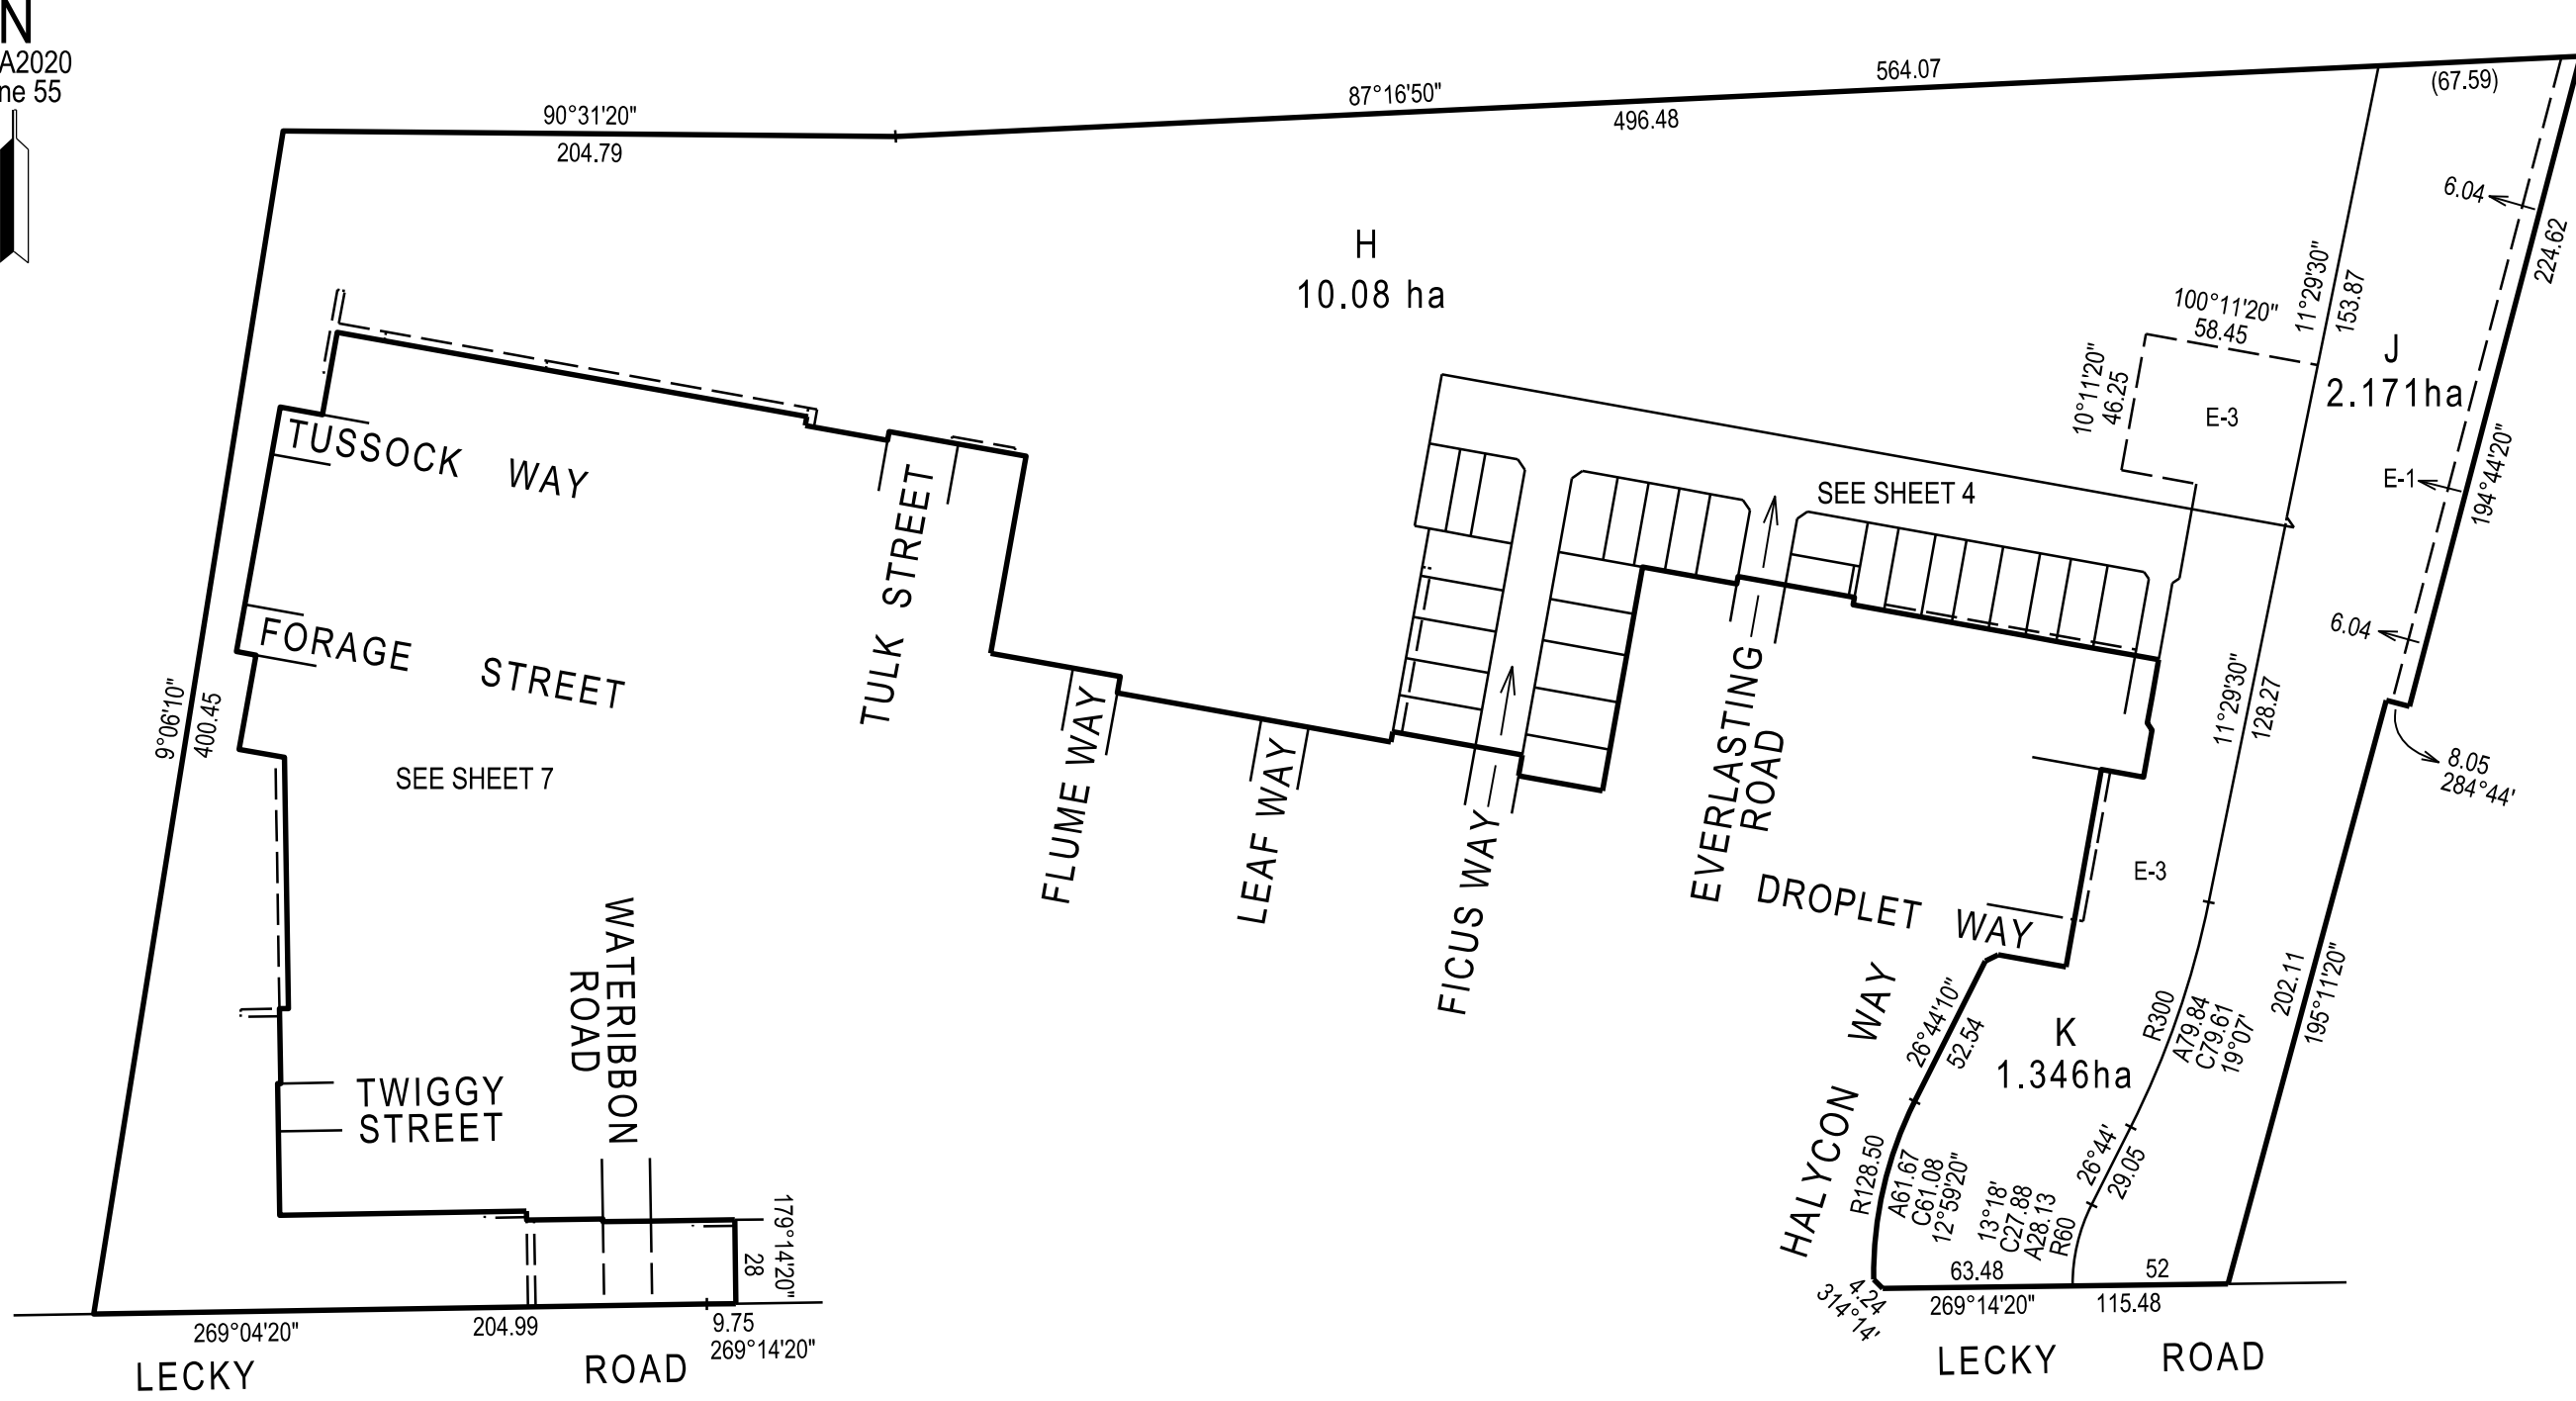 N
A2020
ne 55
90°31'20"
204.79
87°16'50"
564.07
496.48
(67.59)
H
10.08 ha
6.04
224.62
11°29'30"
153.87
100°11'20"
58.45
10°11'20"
46.25
E-3
J
2.171ha
E-1
194°44'20"
6.04
8.05
284°44'
SEE SHEET 4
TUSSOCK WAY
FORAGE STREET
TULK STREET
9°06'10"
400.45
SEE SHEET 7
FLUME WAY
LEAF WAY
FICUS WAY
EVERLASTING
ROAD
DROPLET WAY
11°29'30"
128.27
E-3
WATERIBBON
ROAD
TWIGGY
STREET
HALYCON WAY
26°44'10"
52.54
K
1.346ha
R300
A79.84
C79.61
19°07'
202.11
195°11'20"
R128.50
A61.67
C61.08
12°59'20"
13°18'
C27.88
A28.13
R60
26°44'
29.05
179°14'20"
28
269°04'20"
204.99
9.75
269°14'20"
LECKY ROAD
4.24
314°14'
63.48
52
269°14'20"
115.48
LECKY ROAD